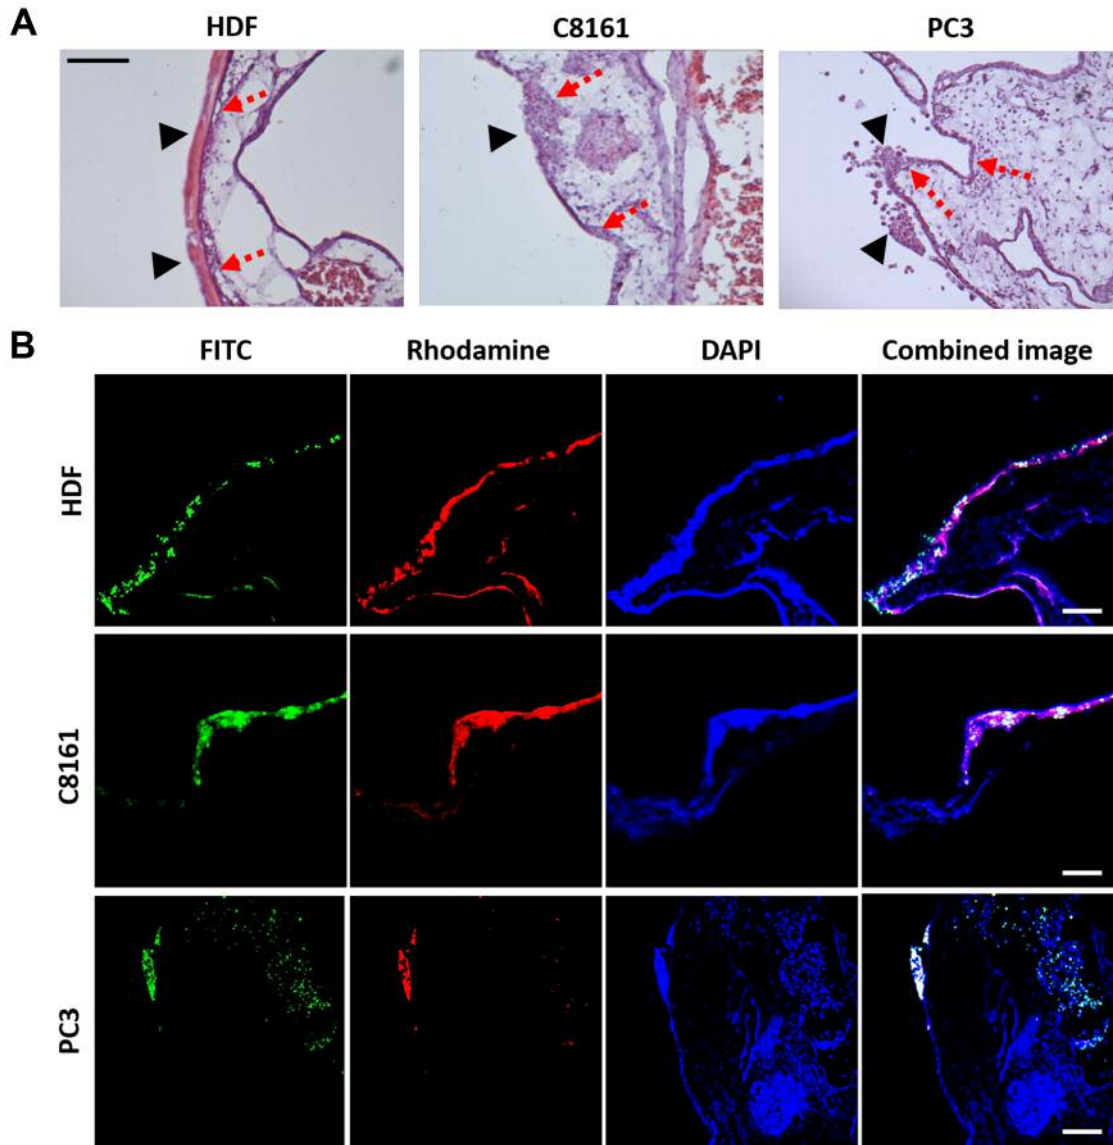 A
HDF C8161 PC3
B
FITC Rhodamine DAPI Combined image
HDF
C8161
PC3